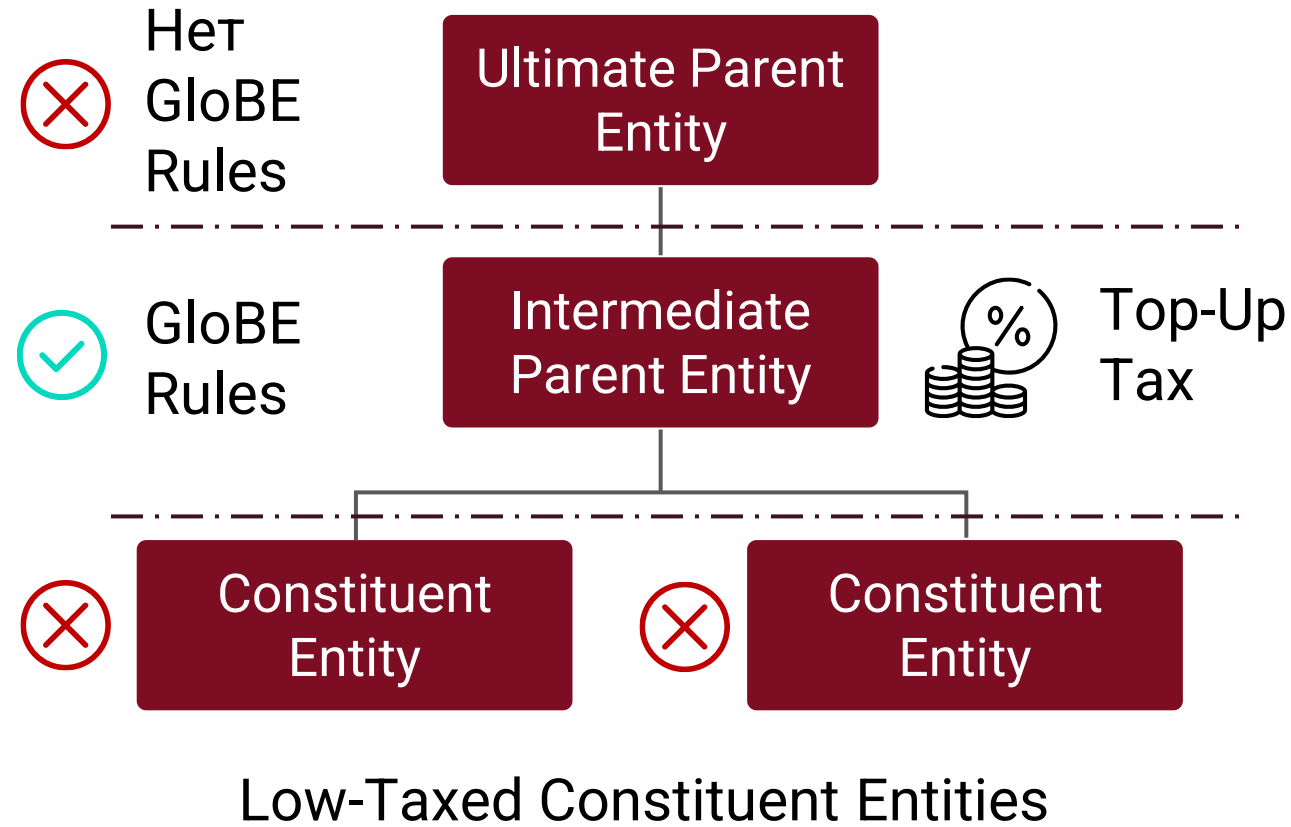 Нет
GloBE
Rules
Ultimate Parent
Entity
GloBE
Rules
Intermediate
Parent Entity
%
Top-Up
Tax
Constituent
Entity
Constituent
Entity
Low-Taxed Constituent Entities